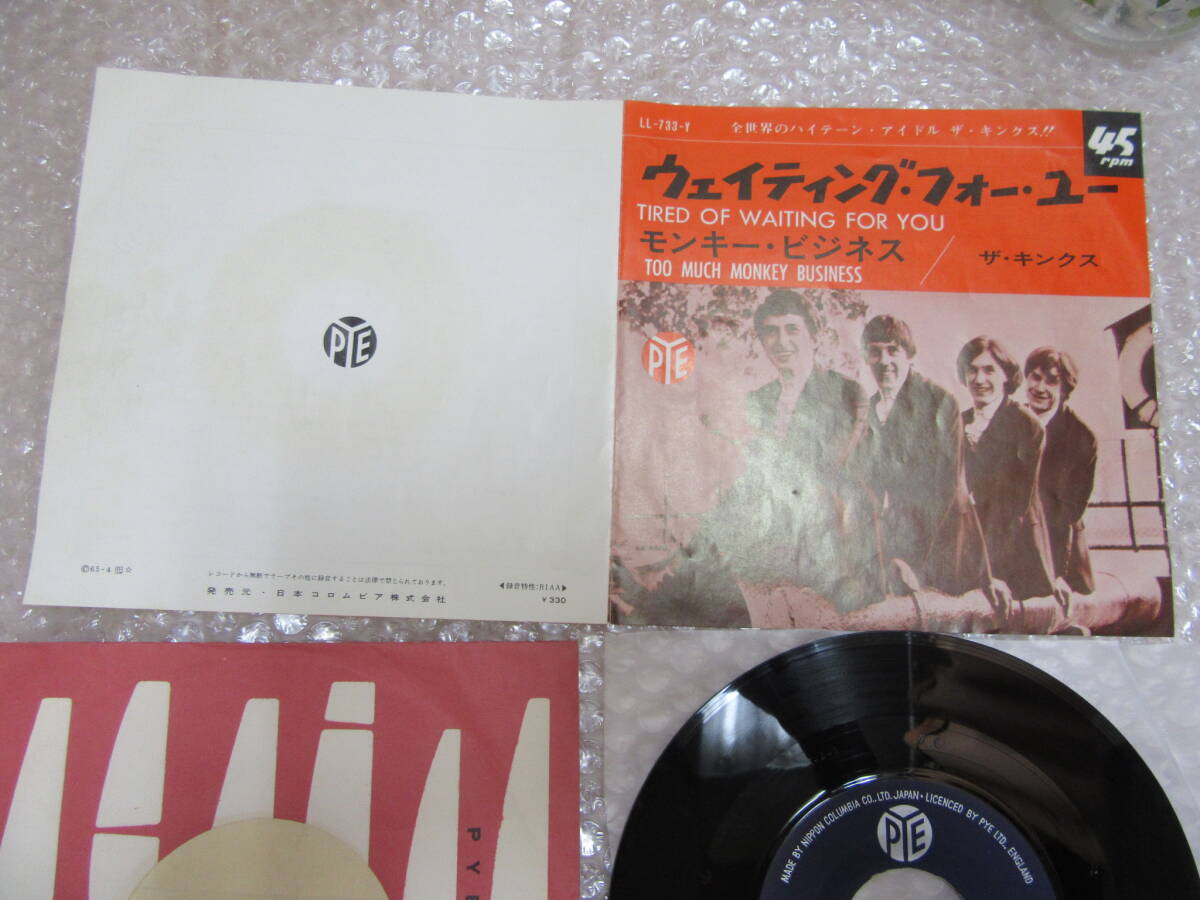 PYE
©65・4
レコードから無断でテープその他に録音することは法律で禁じられております。
発売元・日本コロムビア株式会社
◀録音特性:RIAA▶
¥330
LL-733-Y
全世界のハイテーン・アイドル ザ・キンクス!!
45
rpm
ウェイティング・フォー・ユー
TIRED OF WAITING FOR YOU
モンキー・ビジネス
TOO MUCH MONKEY BUSINESS
ザ・キンクス
PYE
PYE
MADE BY NIPPON COLUMBIA CO., LTD. JAPAN・LICENCED BY PYE LTD., ENGLAND
PYE